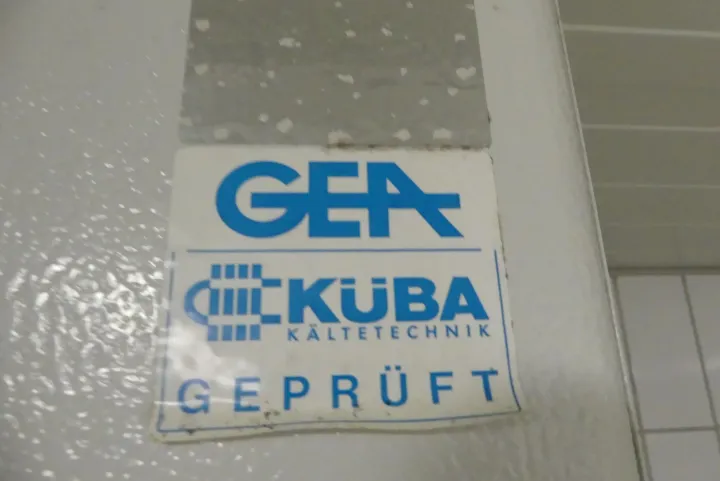 GEA
KÜBA
KÄLTETECHNIK
GEPRÜFT